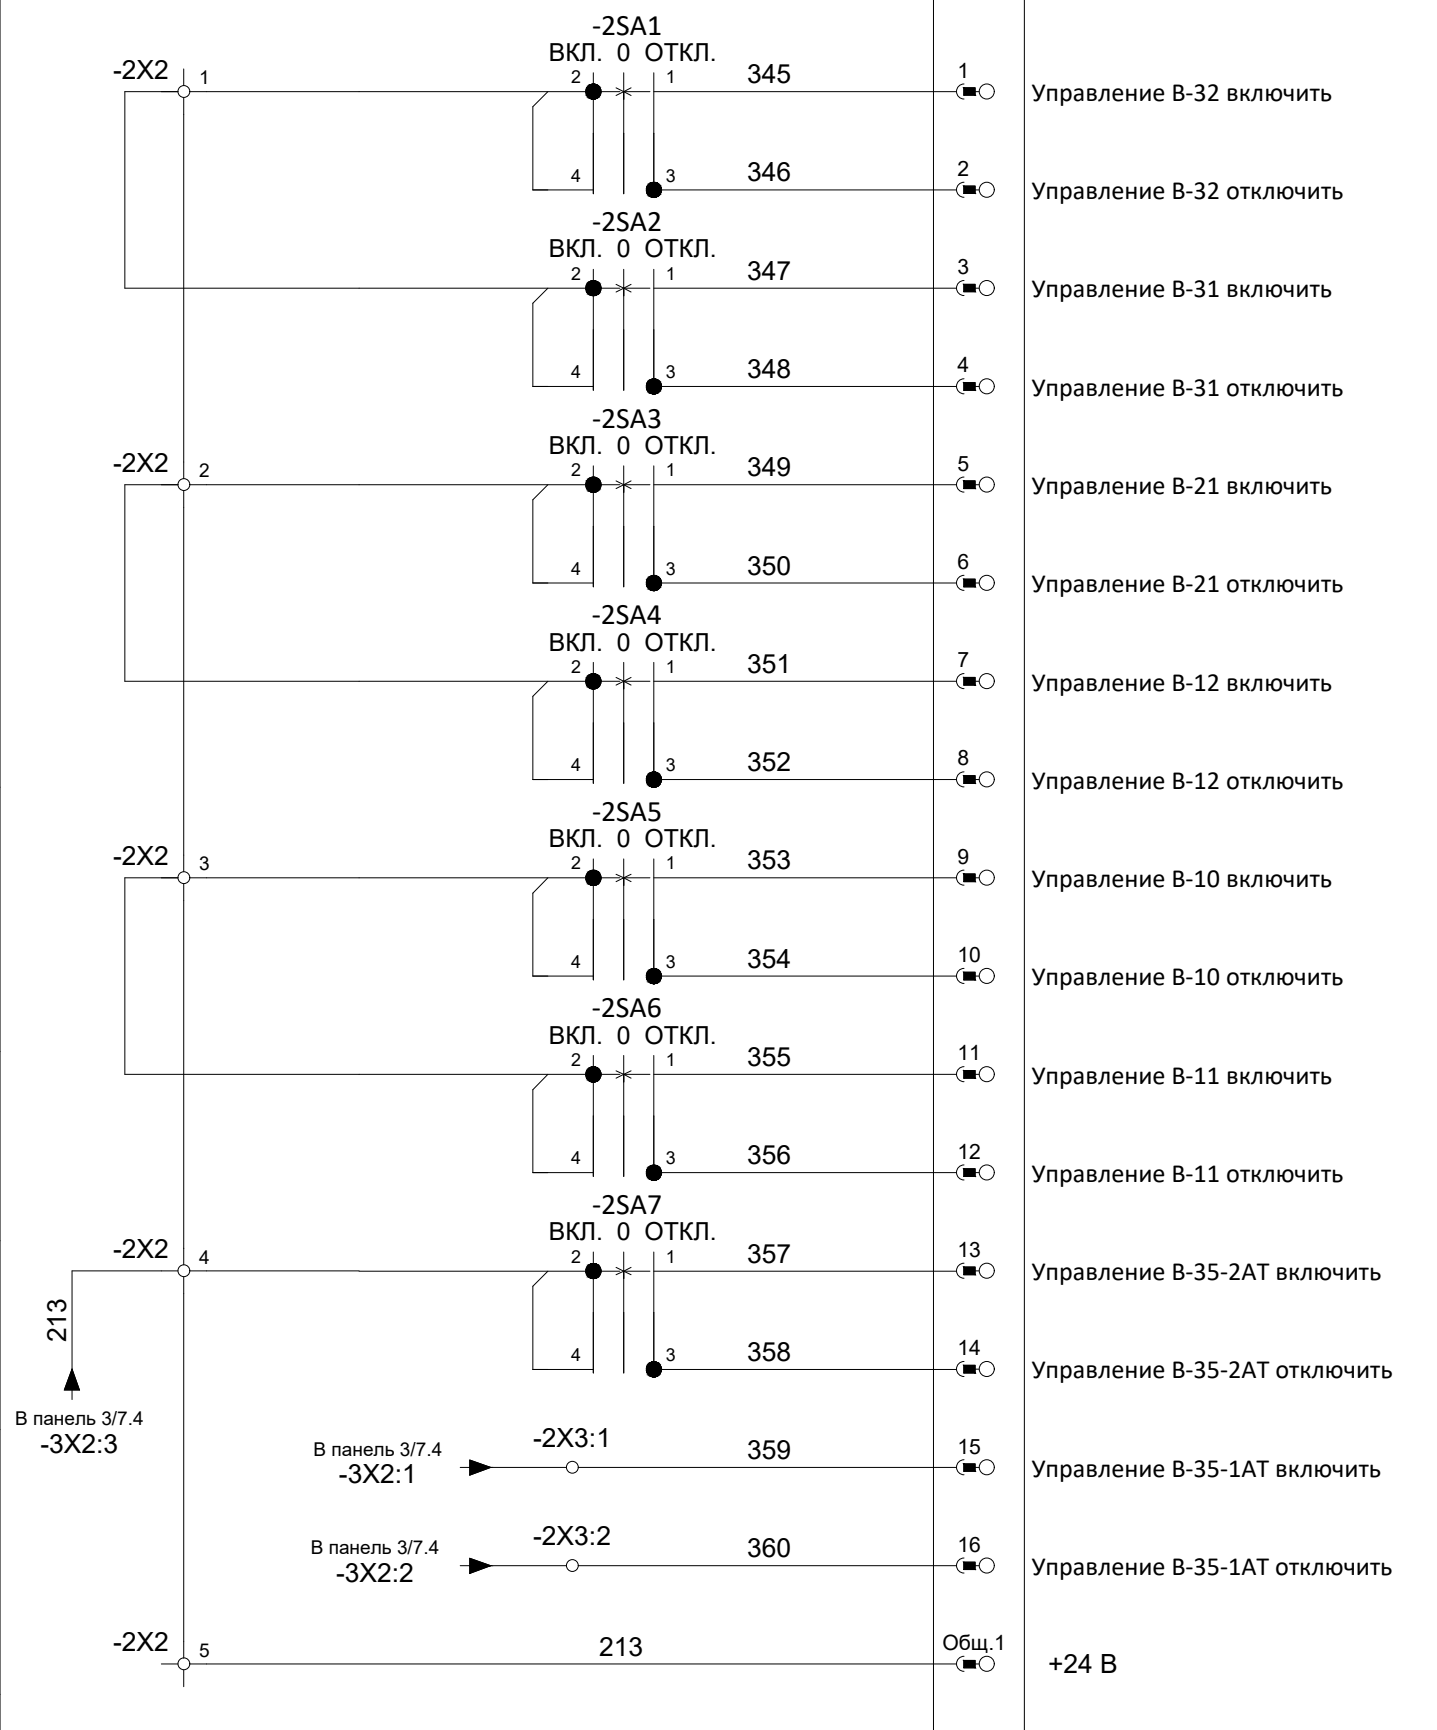 -2SA1
ВКЛ. 0 ОТКЛ.
-2X2 1 2 1 345 1 Управление В-32 включить
4 3 346 2 Управление В-32 отключить
-2SA2
ВКЛ. 0 ОТКЛ.
2 1 347 3 Управление В-31 включить
4 3 348 4 Управление В-31 отключить
-2SA3
ВКЛ. 0 ОТКЛ.
-2X2 2 2 1 349 5 Управление В-21 включить
4 3 350 6 Управление В-21 отключить
-2SA4
ВКЛ. 0 ОТКЛ.
2 1 351 7 Управление В-12 включить
4 3 352 8 Управление В-12 отключить
-2SA5
ВКЛ. 0 ОТКЛ.
-2X2 3 2 1 353 9 Управление В-10 включить
4 3 354 10 Управление В-10 отключить
-2SA6
ВКЛ. 0 ОТКЛ.
2 1 355 11 Управление В-11 включить
4 3 356 12 Управление В-11 отключить
-2SA7
ВКЛ. 0 ОТКЛ.
-2X2 4 2 1 357 13 Управление В-35-2АТ включить
213
4 3 358 14 Управление В-35-2АТ отключить
В панель 3/7.4
-3X2:3
В панель 3/7.4
-3X2:1
-2X3:1 359 15 Управление В-35-1АТ включить
В панель 3/7.4
-3X2:2
-2X3:2 360 16 Управление В-35-1АТ отключить
-2X2 5 213 Общ.1 +24 В